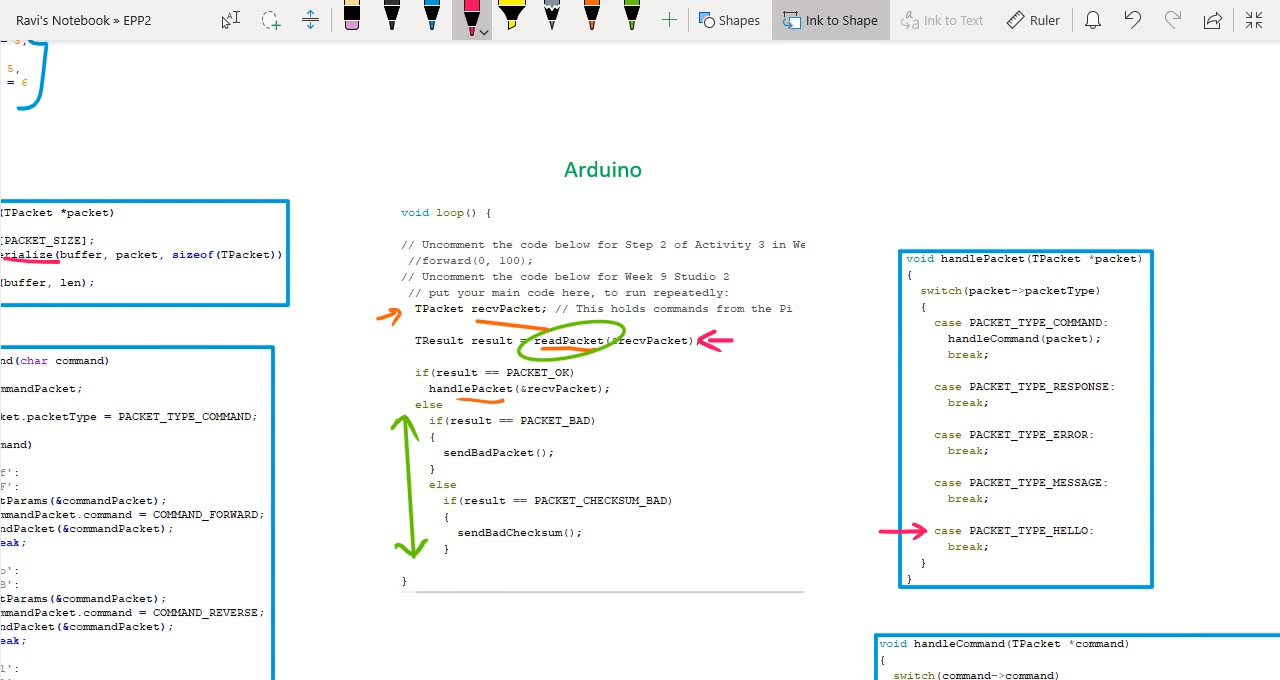 Ravi's Notebook » EPP2
Shapes
Ink to Shape
Ink to Text
Ruler
5,
= 6
(TPacket *packet)
[PACKET_SIZE];
erialize(buffer, packet, sizeof(TPacket))
(buffer, len);
nd(char command)
mmandPacket;
ket.packetType = PACKET_TYPE_COMMAND;
mand)
f':
F':
tParams(&commandPacket);
mmandPacket.command = COMMAND_FORWARD;
ndPacket(&commandPacket);
eak;
b':
B':
tParams(&commandPacket);
mmandPacket.command = COMMAND_REVERSE;
ndPacket(&commandPacket);
eak;
l':
Arduino
void loop() {
// Uncomment the code below for Step 2 of Activity 3 in We
//forward(0, 100);
// Uncomment the code below for Week 9 Studio 2
// put your main code here, to run repeatedly:
TPacket recvPacket; // This holds commands from the Pi
TResult result = readPacket(&recvPacket);
if(result == PACKET_OK)
handlePacket(&recvPacket);
else
if(result == PACKET_BAD)
{
sendBadPacket();
}
else
if(result == PACKET_CHECKSUM_BAD)
{
sendBadChecksum();
}
}
void handlePacket(TPacket *packet)
{
switch(packet->packetType)
{
case PACKET_TYPE_COMMAND:
handleCommand(packet);
break;
case PACKET_TYPE_RESPONSE:
break;
case PACKET_TYPE_ERROR:
break;
case PACKET_TYPE_MESSAGE:
break;
case PACKET_TYPE_HELLO:
break;
}
}
void handleCommand(TPacket *command)
{
switch(command->command)